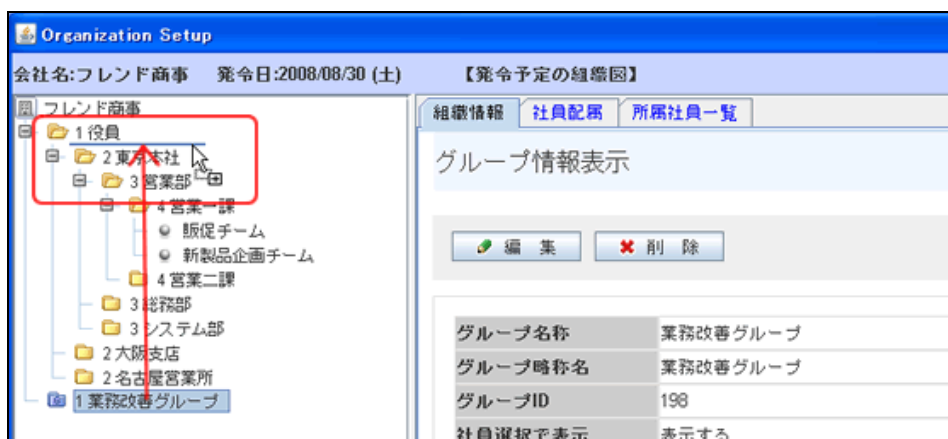 Organization Setup
会社名:フレンド商事 発令日:2008/08/30 (土) 【発令予定の組織図】
フレンド商事
1 役員
2 東京本社
3 営業部
4 営業一課
販促チーム
新製品企画チーム
4 営業二課
3 総務部
3 システム部
2 大阪支店
2 名古屋営業所
1 業務改善グループ
組織情報 社員配属 所属社員一覧
グループ情報表示
編 集 削 除
グループ名称 業務改善グループ
グループ略称名 業務改善グループ
グループID 198
社員選択で表示 表示する